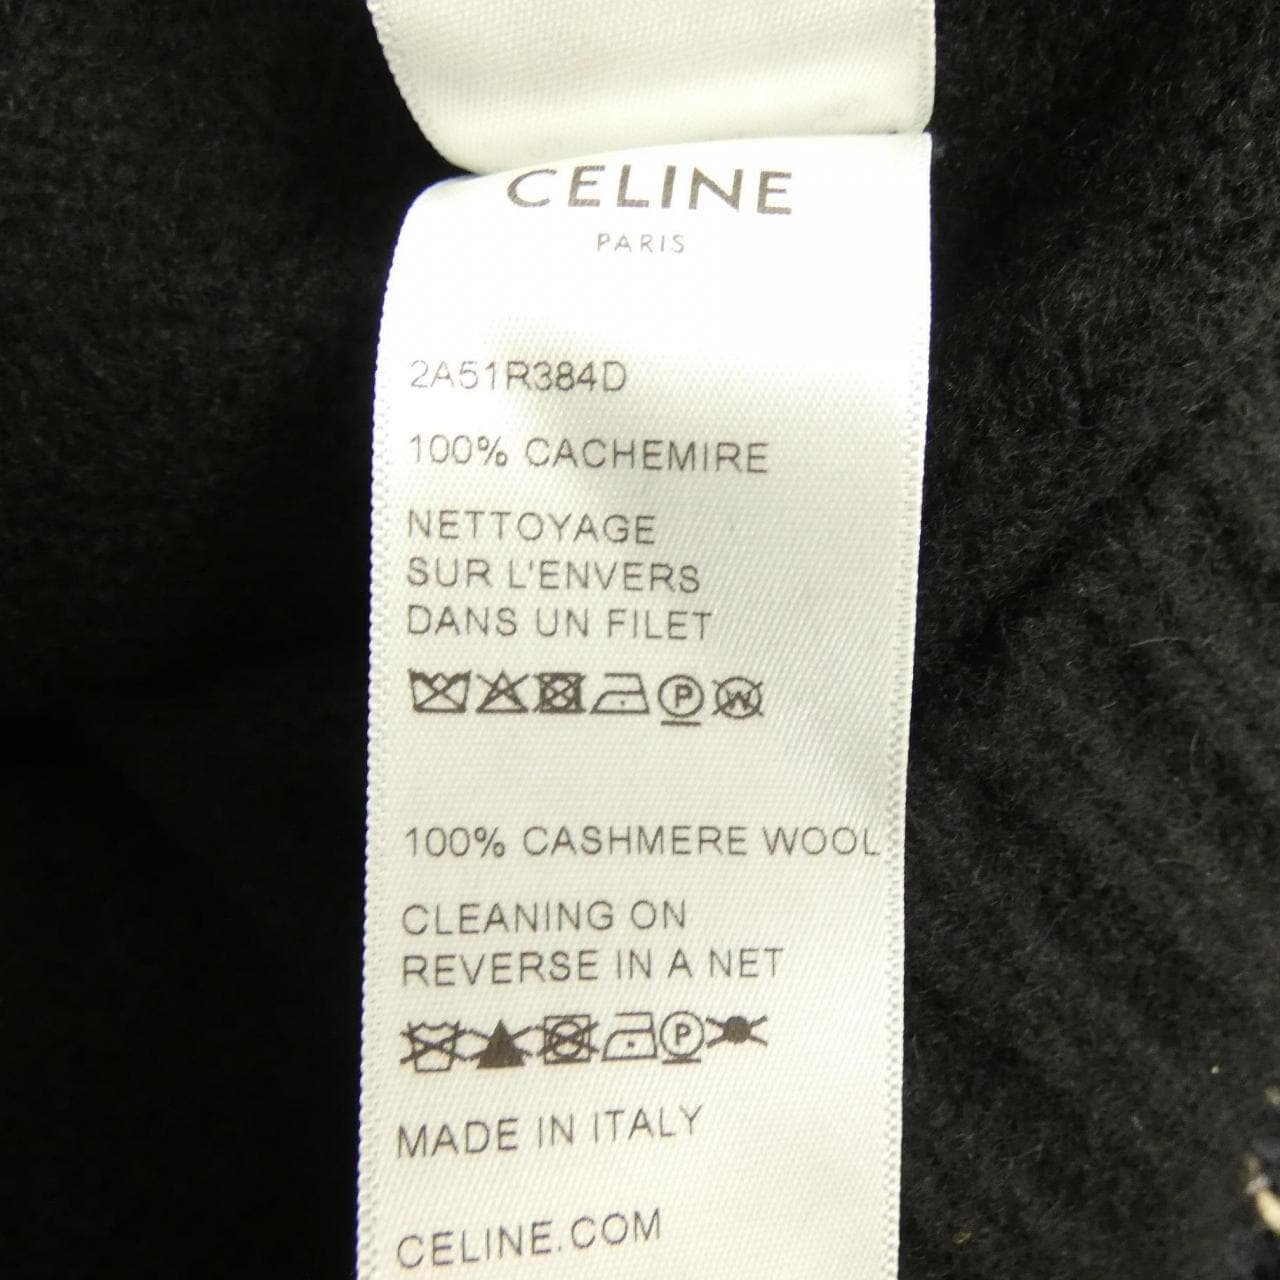 CELINE
PARIS
2A51R384D
100% CACHEMIRE
NETTOYAGE
SUR L'ENVERS
DANS UN FILET
P W
100% CASHMERE WOOL
CLEANING ON
REVERSE IN A NET
P
MADE IN ITALY
CELINE.COM